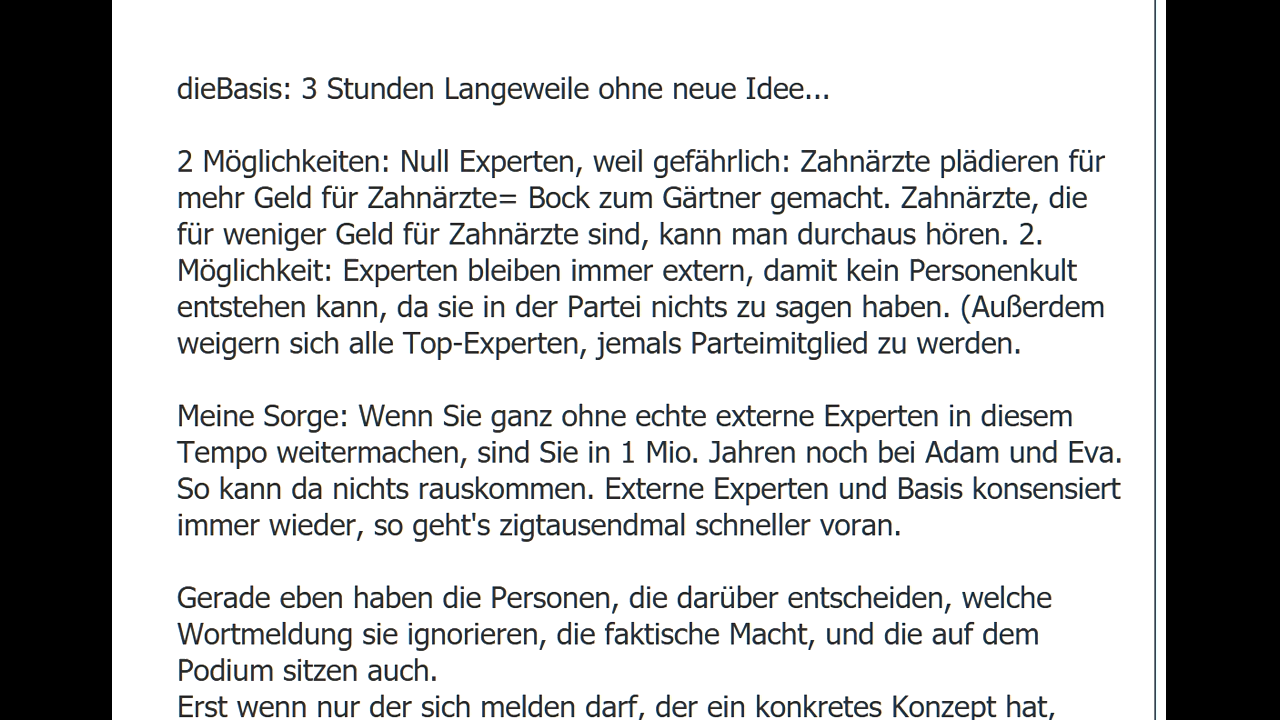 dieBasis: 3 Stunden Langeweile ohne neue Idee...
2 Möglichkeiten: Null Experten, weil gefährlich: Zahnärzte plädieren für
mehr Geld für Zahnärzte= Bock zum Gärtner gemacht. Zahnärzte, die
für weniger Geld für Zahnärzte sind, kann man durchaus hören. 2.
Möglichkeit: Experten bleiben immer extern, damit kein Personenkult
entstehen kann, da sie in der Partei nichts zu sagen haben. (Außerdem
weigern sich alle Top-Experten, jemals Parteimitglied zu werden.
Meine Sorge: Wenn Sie ganz ohne echte externe Experten in diesem
Tempo weitermachen, sind Sie in 1 Mio. Jahren noch bei Adam und Eva.
So kann da nichts rauskommen. Externe Experten und Basis konsensiert
immer wieder, so geht's zigtausendmal schneller voran.
Gerade eben haben die Personen, die darüber entscheiden, welche
Wortmeldung sie ignorieren, die faktische Macht, und die auf dem
Podium sitzen auch.
Erst wenn nur der sich melden darf, der ein konkretes Konzept hat,